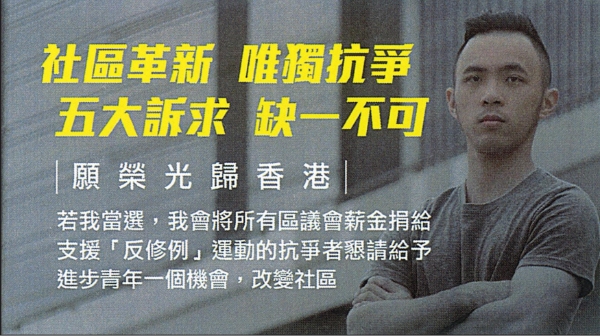 社區革新 唯獨抗爭
五大訴求 缺一不可
願榮光歸香港
若我當選，我會將所有區議會薪金捐給
支援「反修例」運動的抗爭者懇請給予
進步青年一個機會，改變社區